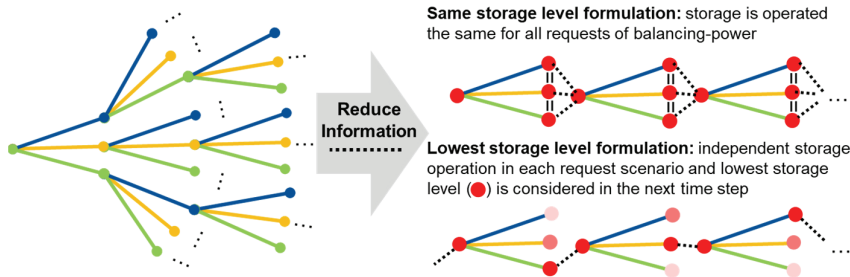 Same storage level formulation: storage is operated
the same for all requests of balancing-power
Reduce
Information
Lowest storage level formulation: independent storage
operation in each request scenario and lowest storage
level ( ) is considered in the next time step